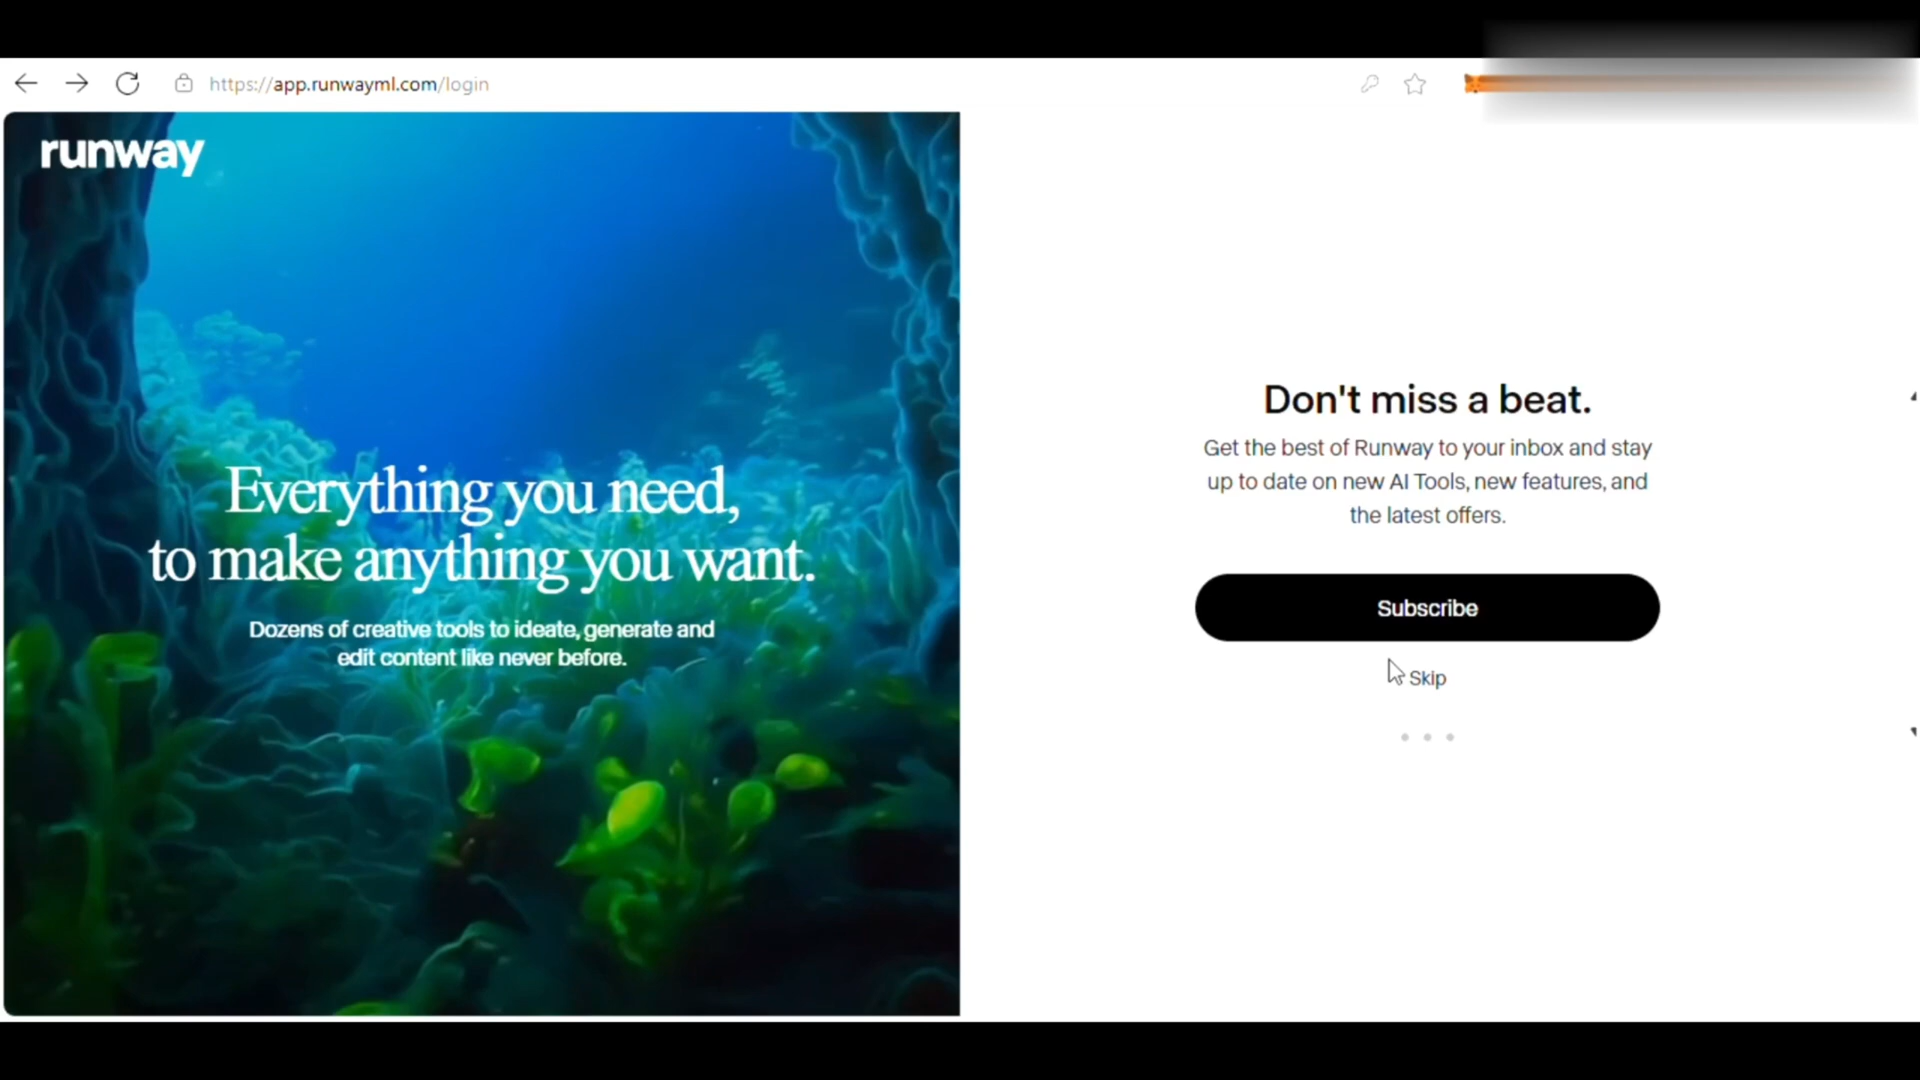 https://app.runwayml.com/login
runway
Everything you need,
to make anything you want.
Dozens of creative tools to ideate, generate and
edit content like never before.
Don't miss a beat.
Get the best of Runway to your inbox and stay
up to date on new AI Tools, new features, and
the latest offers.
Subscribe
Skip